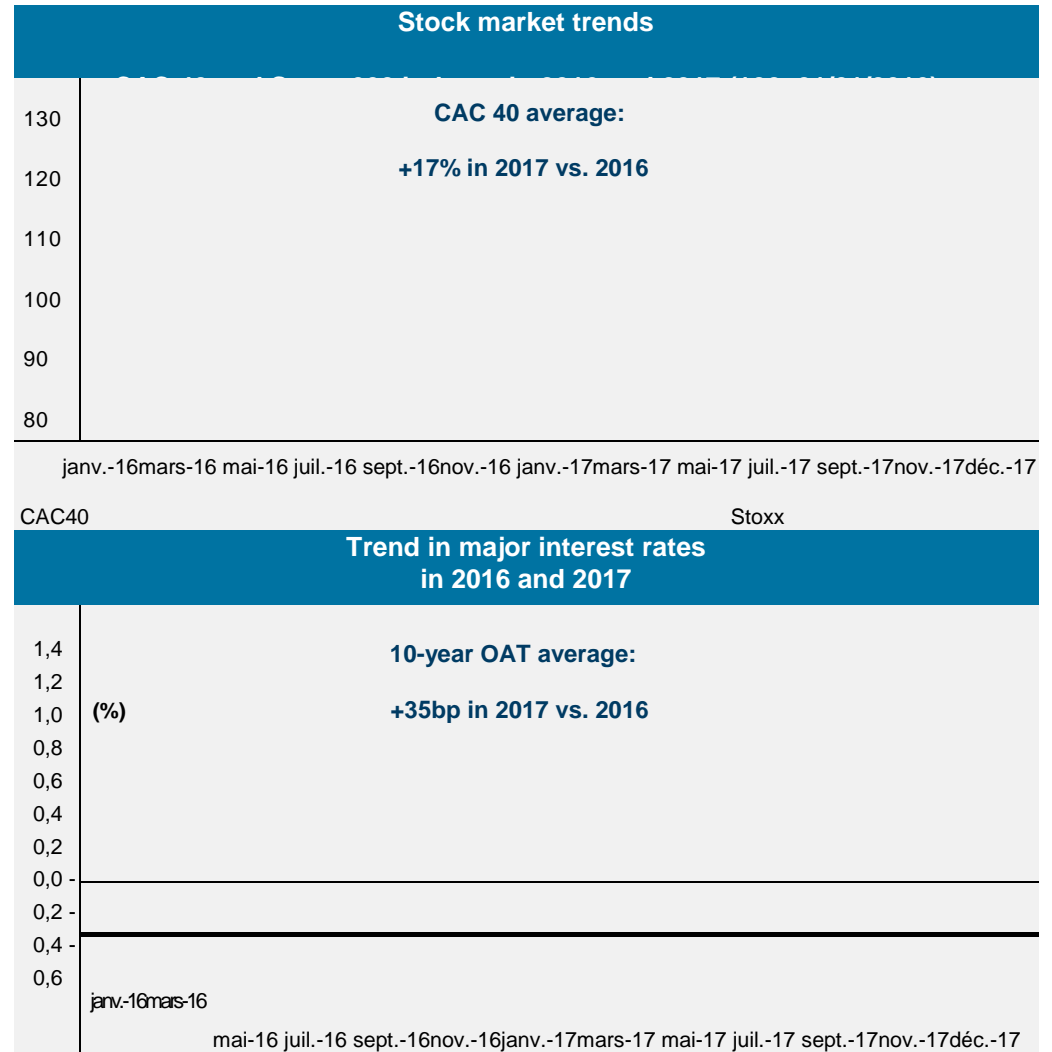 Stock market trends
CAC 40 average:
+17% in 2017 vs. 2016
130
120
110
100
90
80
janv.-16mars-16 mai-16 juil.-16 sept.-16nov.-16 janv.-17mars-17 mai-17 juil.-17 sept.-17nov.-17déc.-17
CAC40 Stoxx
Trend in major interest rates
in 2016 and 2017
10-year OAT average:
+35bp in 2017 vs. 2016
(%)
1,4
1,2
1,0
0,8
0,6
0,4
0,2
0,0 -
0,2 -
0,4 -
0,6
janv.-16mars-16
mai-16 juil.-16 sept.-16nov.-16janv.-17mars-17 mai-17 juil.-17 sept.-17nov.-17déc.-17